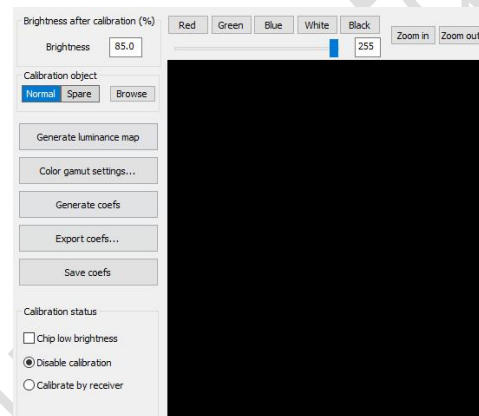 Brightness after calibration (%)
Brightness 85.0
Red Green Blue White Black
255
Zoom in Zoom out
Calibration object
Normal Spare Browse
Generate luminance map
Color gamut settings...
Generate coefs
Export coefs...
Save coefs
Calibration status
Chip low brightness
Disable calibration
Calibrate by receiver